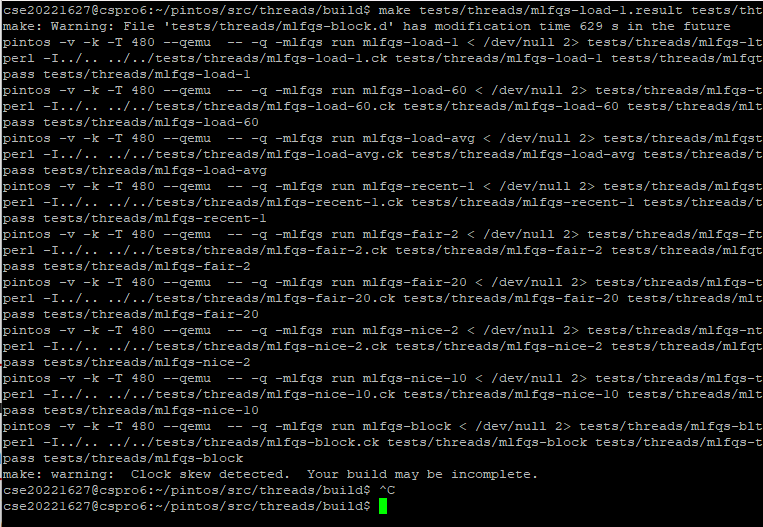 cse20221627@cspro6:~/pintos/src/threads/build$ make tests/threads/mlfqs-load-1.result tests/tht
make: Warning: File 'tests/threads/mlfqs-block.d' has modification time 629 s in the future
pintos -v -k -T 480 --qemu  -- -q -mlfqs run mlfqs-load-1 < /dev/null 2> tests/threads/mlfqs-lt
perl -I../.. ../../tests/threads/mlfqs-load-1.ck tests/threads/mlfqs-load-1 tests/threads/mlfqt
pass tests/threads/mlfqs-load-1
pintos -v -k -T 480 --qemu  -- -q -mlfqs run mlfqs-load-60 < /dev/null 2> tests/threads/mlfqs-t
perl -I../.. ../../tests/threads/mlfqs-load-60.ck tests/threads/mlfqs-load-60 tests/threads/mlt
pass tests/threads/mlfqs-load-60
pintos -v -k -T 480 --qemu  -- -q -mlfqs run mlfqs-load-avg < /dev/null 2> tests/threads/mlfqst
perl -I../.. ../../tests/threads/mlfqs-load-avg.ck tests/threads/mlfqs-load-avg tests/threads/t
pass tests/threads/mlfqs-load-avg
pintos -v -k -T 480 --qemu  -- -q -mlfqs run mlfqs-recent-1 < /dev/null 2> tests/threads/mlfqst
perl -I../.. ../../tests/threads/mlfqs-recent-1.ck tests/threads/mlfqs-recent-1 tests/threads/t
pass tests/threads/mlfqs-recent-1
pintos -v -k -T 480 --qemu  -- -q -mlfqs run mlfqs-fair-2 < /dev/null 2> tests/threads/mlfqs-ft
perl -I../.. ../../tests/threads/mlfqs-fair-2.ck tests/threads/mlfqs-fair-2 tests/threads/mlfqt
pass tests/threads/mlfqs-fair-2
pintos -v -k -T 480 --qemu  -- -q -mlfqs run mlfqs-fair-20 < /dev/null 2> tests/threads/mlfqs-t
perl -I../.. ../../tests/threads/mlfqs-fair-20.ck tests/threads/mlfqs-fair-20 tests/threads/mlt
pass tests/threads/mlfqs-fair-20
pintos -v -k -T 480 --qemu  -- -q -mlfqs run mlfqs-nice-2 < /dev/null 2> tests/threads/mlfqs-nt
perl -I../.. ../../tests/threads/mlfqs-nice-2.ck tests/threads/mlfqs-nice-2 tests/threads/mlfqt
pass tests/threads/mlfqs-nice-2
pintos -v -k -T 480 --qemu  -- -q -mlfqs run mlfqs-nice-10 < /dev/null 2> tests/threads/mlfqs-t
perl -I../.. ../../tests/threads/mlfqs-nice-10.ck tests/threads/mlfqs-nice-10 tests/threads/mlt
pass tests/threads/mlfqs-nice-10
pintos -v -k -T 480 --qemu  -- -q -mlfqs run mlfqs-block < /dev/null 2> tests/threads/mlfqs-blt
perl -I../.. ../../tests/threads/mlfqs-block.ck tests/threads/mlfqs-block tests/threads/mlfqs-t
pass tests/threads/mlfqs-block
make: warning:  Clock skew detected.  Your build may be incomplete.
cse20221627@cspro6:~/pintos/src/threads/build$ ^C
cse20221627@cspro6:~/pintos/src/threads/build$